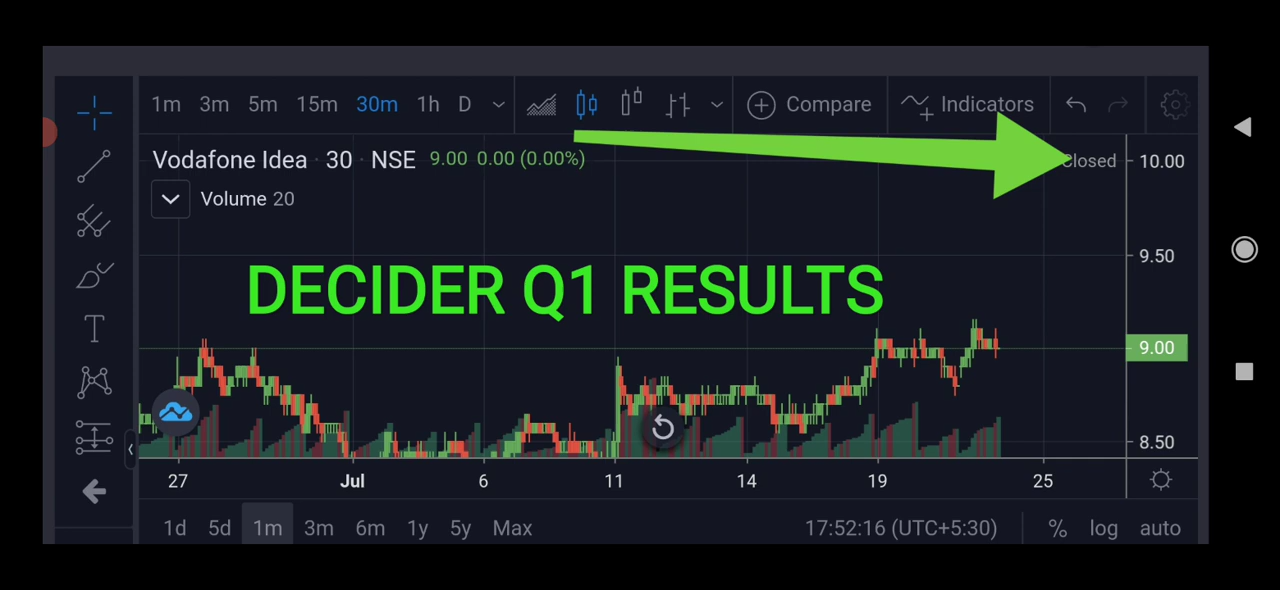 1m 3m 5m 15m 30m 1h D Compare Indicators
Vodafone Idea · 30 · NSE 9.00 0.00 (0.00%)
Closed
10.00
Volume 20
9.50
DECIDER Q1 RESULTS
9.00
8.50
27 Jul 6 11 14 19 25
1d 5d 1m 3m 6m 1y 5y Max 17:52:16 (UTC+5:30) % log auto